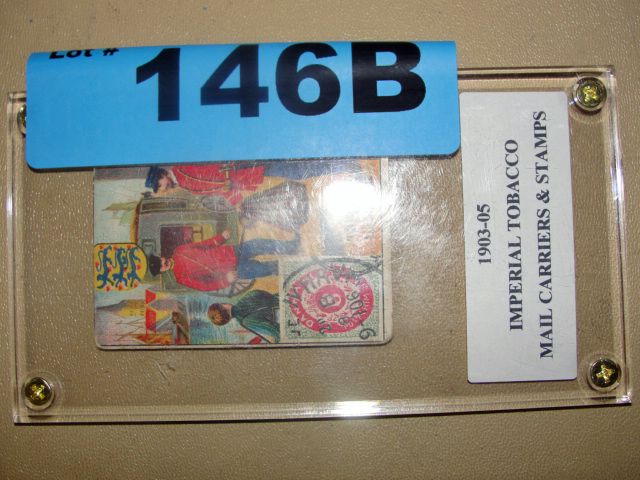 Lot #
146B
1903-05
IMPERIAL TOBACCO
MAIL CARRIERS & STAMPS